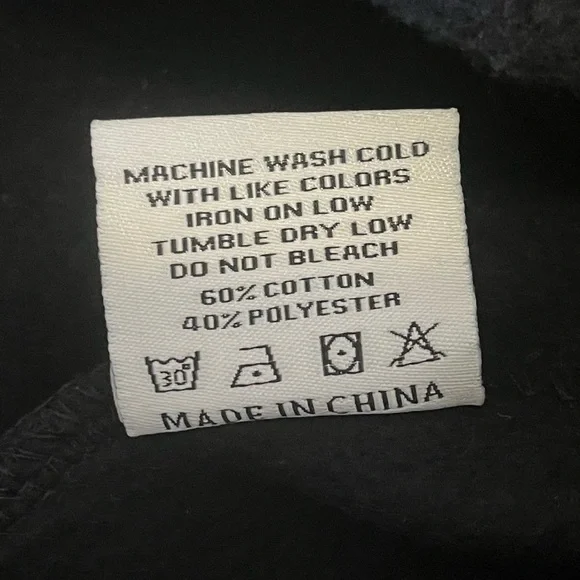 MACHINE WASH COLD
WITH LIKE COLORS
IRON ON LOW
TUMBLE DRY LOW
DO NOT BLEACH
60% COTTON
40% POLYESTER
30°
MADE IN CHINA